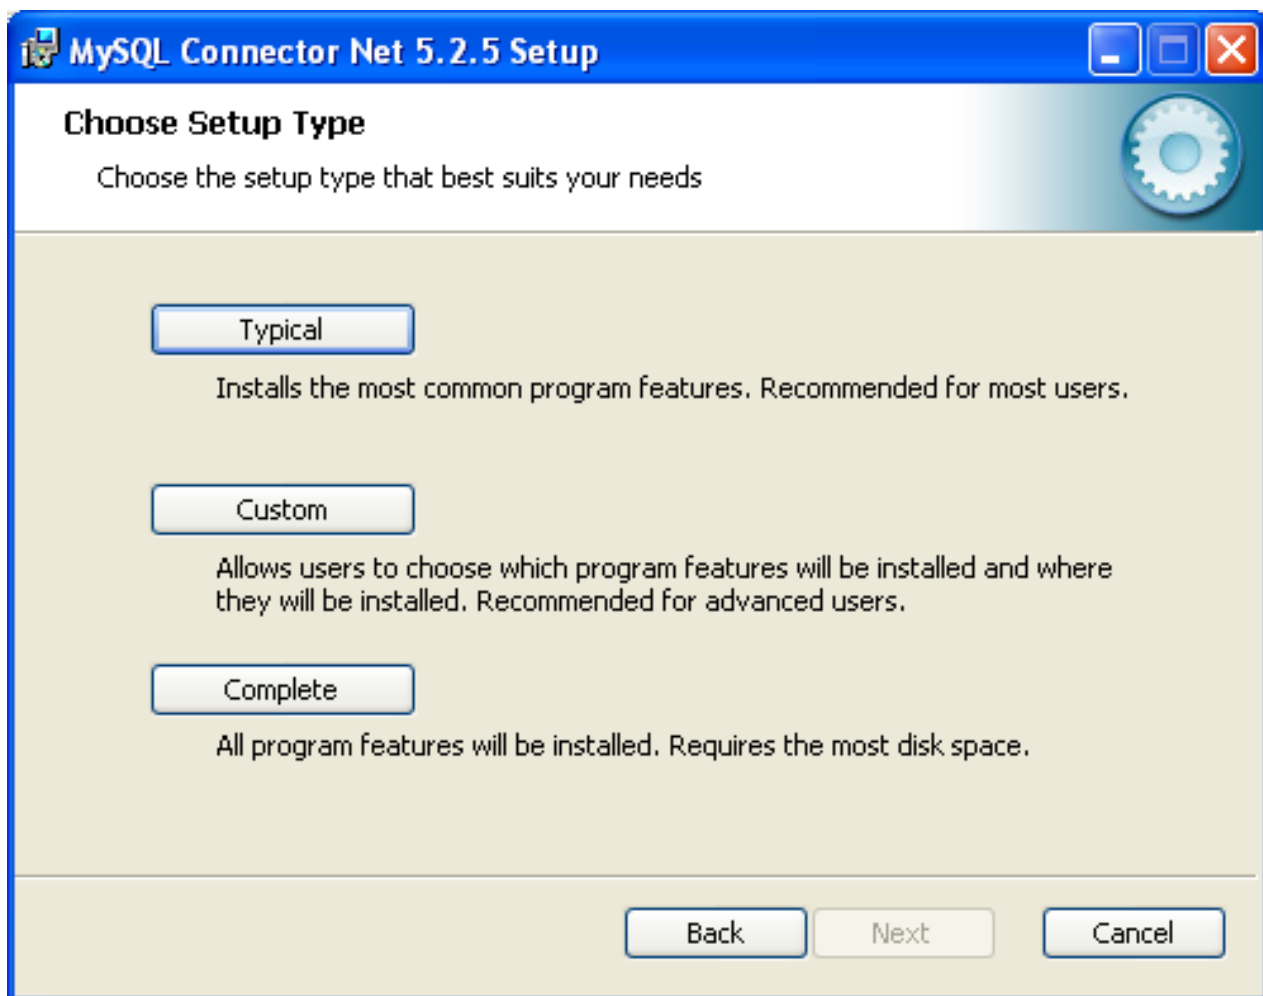 MySQL Connector Net 5.2.5 Setup
Choose Setup Type
Choose the setup type that best suits your needs
Typical
Installs the most common program features. Recommended for most users.
Custom
Allows users to choose which program features will be installed and where
they will be installed. Recommended for advanced users.
Complete
All program features will be installed. Requires the most disk space.
Back Next Cancel